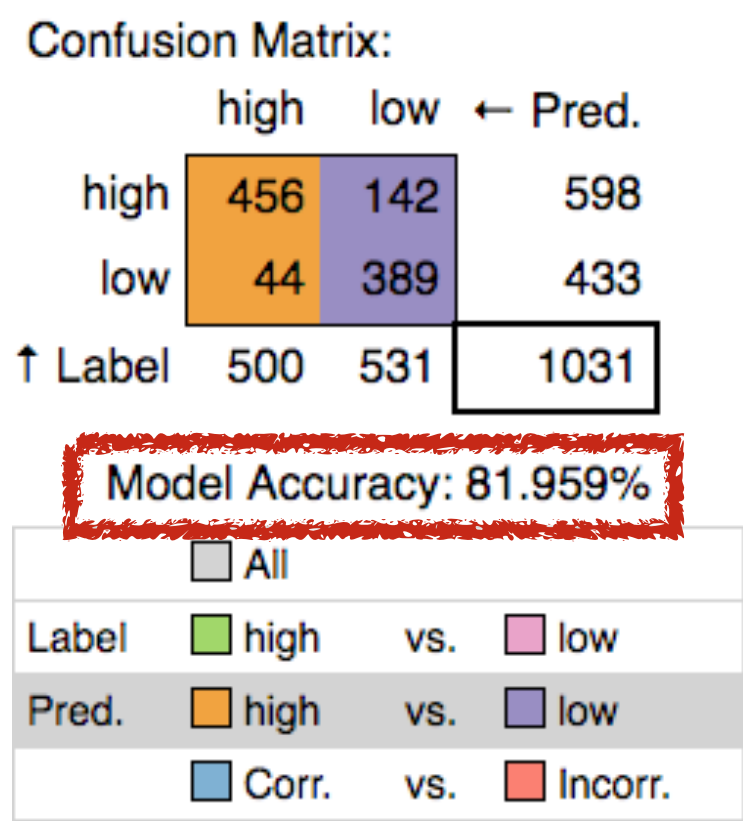 Confusion Matrix:
high low ← Pred.
high 456 142 598
low 44 389 433
↑ Label 500 531 1031
Model Accuracy: 81.959%
All
Label high vs. low
Pred. high vs. low
Corr. vs. Incorr.